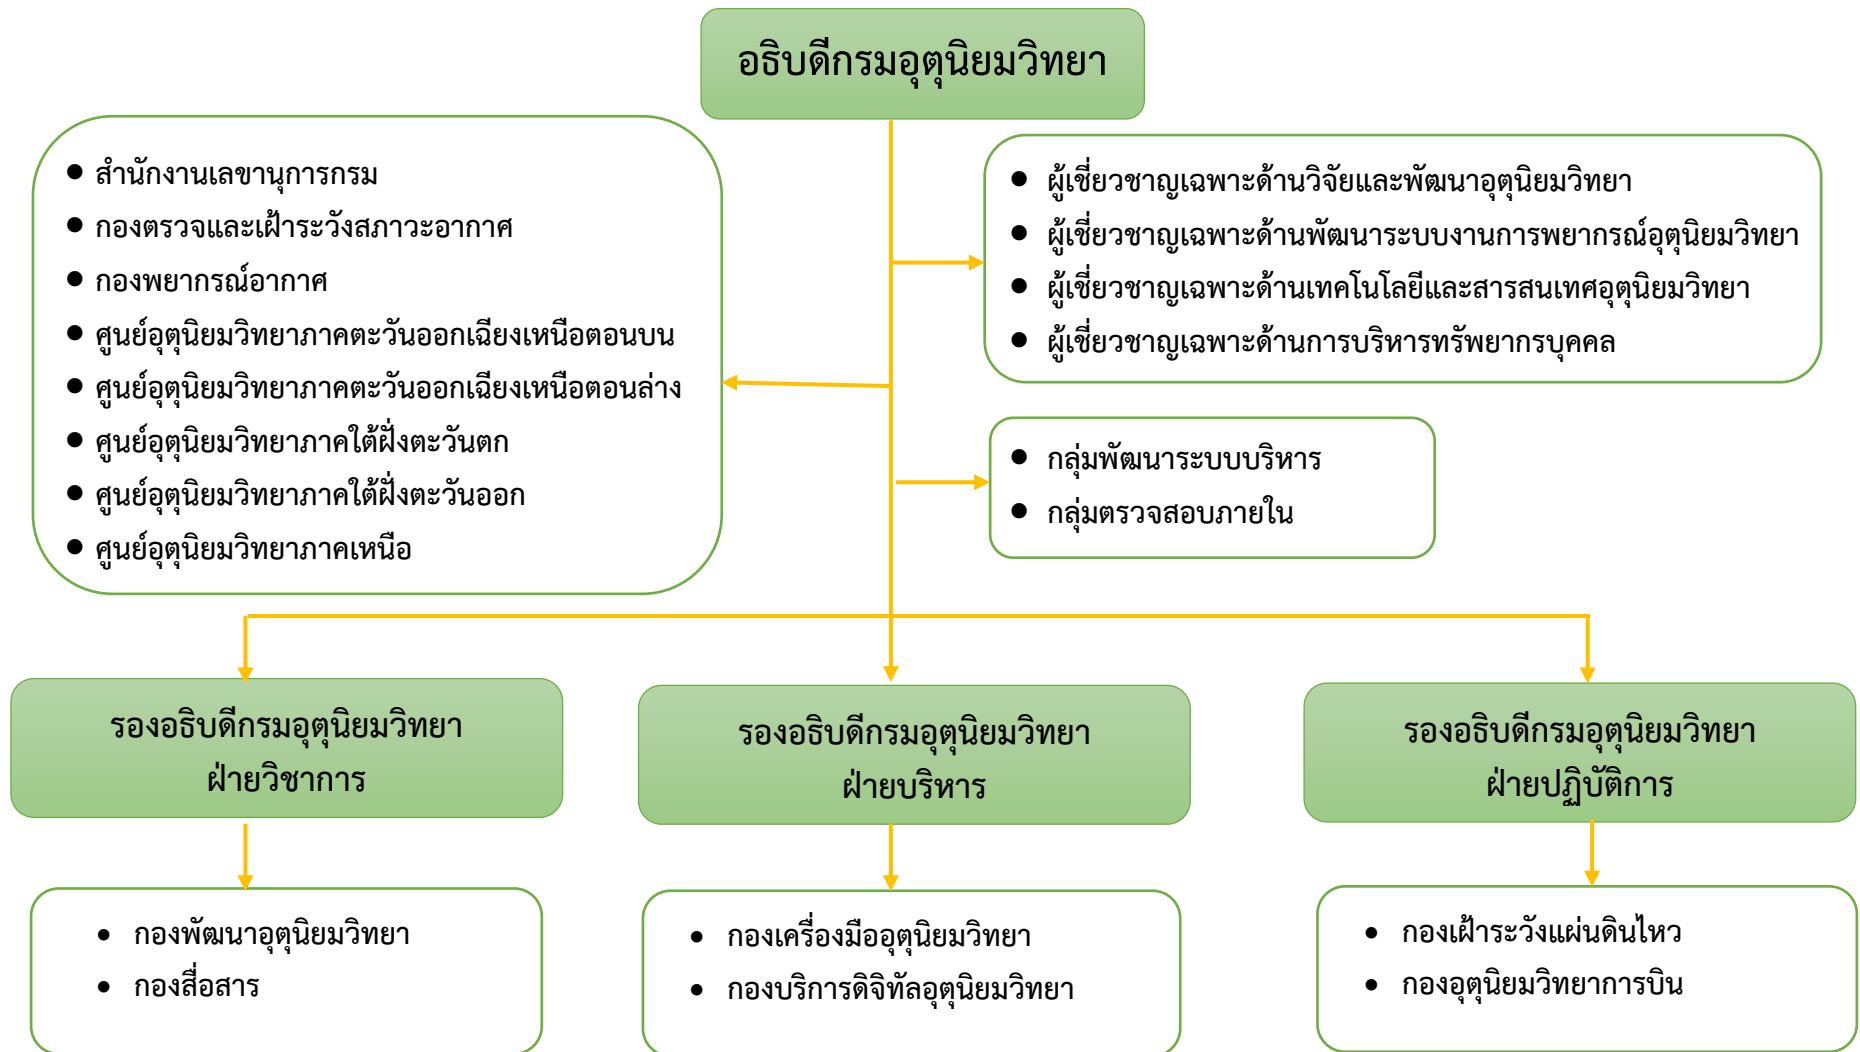 อธิบดีกรมอุตุนิยมวิทยา
● สำนักงานเลขานุการกรม
● กองตรวจและเฝ้าระวังสภาวะอากาศ
● กองพยากรณ์อากาศ
● ศูนย์อุตุนิยมวิทยาภาคตะวันออกเฉียงเหนือตอนบน
● ศูนย์อุตุนิยมวิทยาภาคตะวันออกเฉียงเหนือตอนล่าง
● ศูนย์อุตุนิยมวิทยาภาคใต้ฝั่งตะวันตก
● ศูนย์อุตุนิยมวิทยาภาคใต้ฝั่งตะวันออก
● ศูนย์อุตุนิยมวิทยาภาคเหนือ
● ผู้เชี่ยวชาญเฉพาะด้านวิจัยและพัฒนาอุตุนิยมวิทยา
● ผู้เชี่ยวชาญเฉพาะด้านพัฒนาระบบงานการพยากรณ์อุตุนิยมวิทยา
● ผู้เชี่ยวชาญเฉพาะด้านเทคโนโลยีและสารสนเทศอุตุนิยมวิทยา
● ผู้เชี่ยวชาญเฉพาะด้านการบริหารทรัพยากรบุคคล
● กลุ่มพัฒนาระบบบริหาร
● กลุ่มตรวจสอบภายใน
รองอธิบดีกรมอุตุนิยมวิทยา
ฝ่ายวิชาการ
รองอธิบดีกรมอุตุนิยมวิทยา
ฝ่ายบริหาร
รองอธิบดีกรมอุตุนิยมวิทยา
ฝ่ายปฏิบัติการ
● กองพัฒนาอุตุนิยมวิทยา
● กองสื่อสาร
● กองเครื่องมืออุตุนิยมวิทยา
● กองบริการดิจิทัลอุตุนิยมวิทยา
● กองเฝ้าระวังแผ่นดินไหว
● กองอุตุนิยมวิทยาการบิน